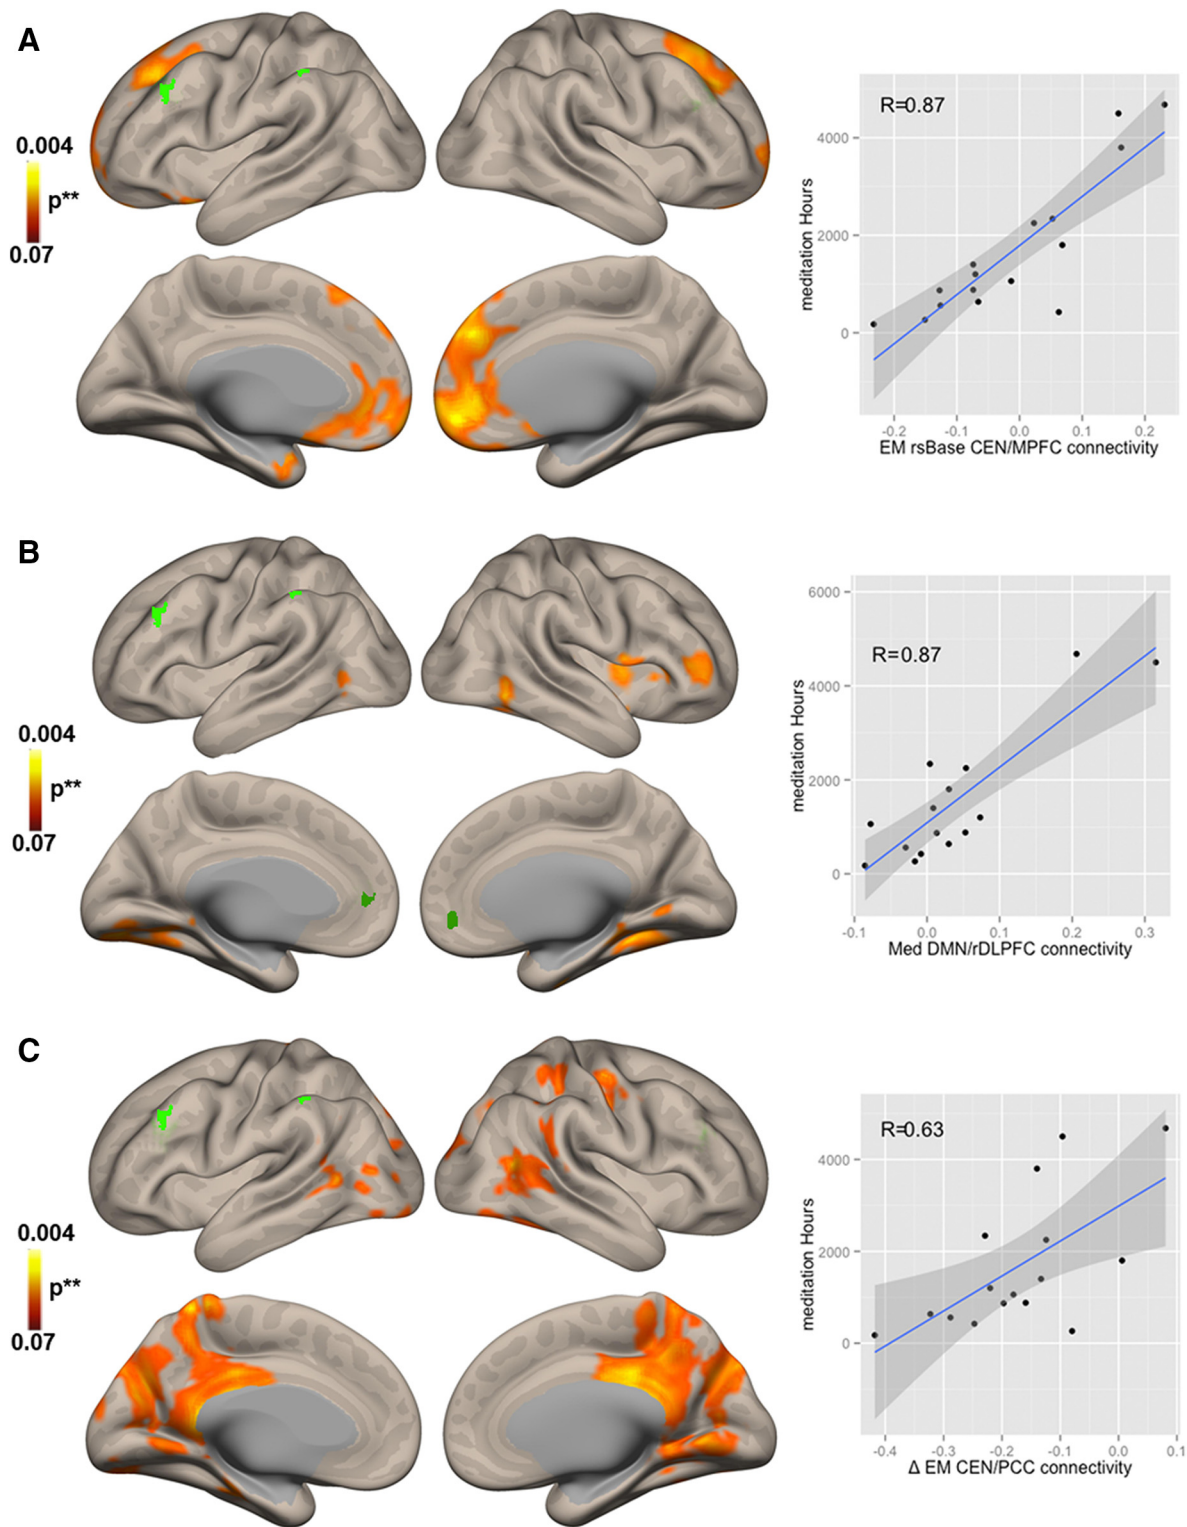 A
0.004
p**
0.07
R=0.87
meditation Hours
4000
2000
0
-0.2 -0.1 0.0 0.1 0.2
EM rsBase CEN/MPFC connectivity
B
0.004
p**
0.07
R=0.87
meditation Hours
6000
4000
2000
0
-0.1 0.0 0.1 0.2 0.3
Med DMN/rDLPFC connectivity
C
0.004
p**
0.07
R=0.63
meditation Hours
4000
2000
0
-0.4 -0.3 -0.2 -0.1 0.0 0.1
Δ EM CEN/PCC connectivity